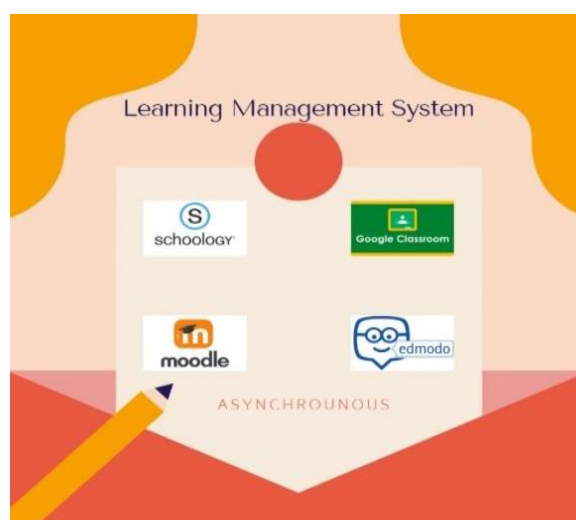 Learning Management System
S
schoology
Google Classroom
moodle
edmodo
ASYNCHROUNOUS